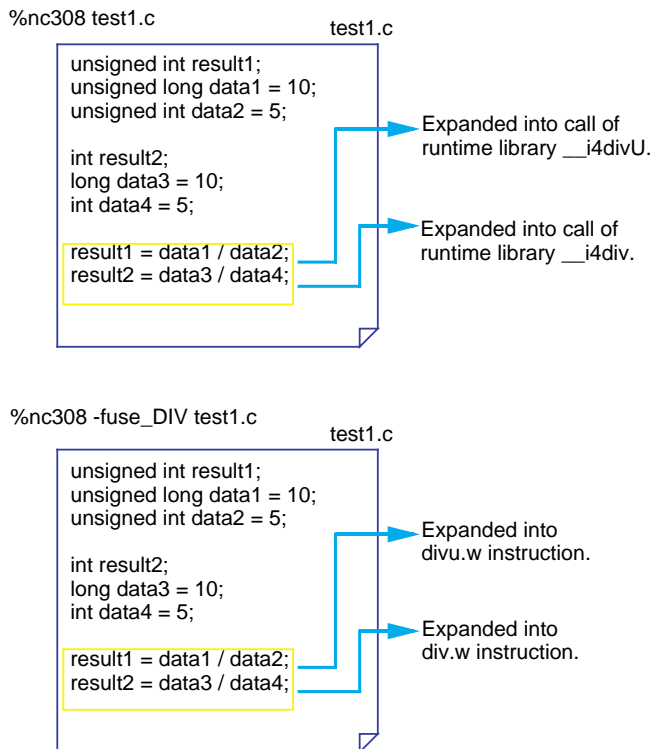 %nc308 test1.c
test1.c
unsigned int result1;
unsigned long data1 = 10;
unsigned int data2 = 5;
int result2;
long data3 = 10;
int data4 = 5;
result1 = data1 / data2;
result2 = data3 / data4;
Expanded into call of
runtime library __i4divU.
Expanded into call of
runtime library __i4div.
%nc308 -fuse_DIV test1.c
test1.c
unsigned int result1;
unsigned long data1 = 10;
unsigned int data2 = 5;
int result2;
long data3 = 10;
int data4 = 5;
result1 = data1 / data2;
result2 = data3 / data4;
Expanded into
divu.w instruction.
Expanded into
div.w instruction.